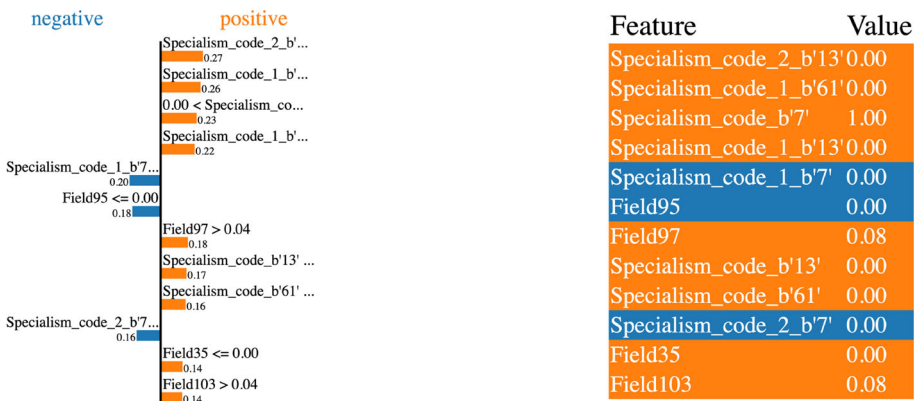 negative
positive
Specialism_code_2_b'...
0.27
Specialism_code_1_b'...
0.26
0.00 < Specialism_co...
0.23
Specialism_code_1_b'...
0.22
Specialism_code_1_b'7...
0.20
Field95 <= 0.00
0.18
Field97 > 0.04
0.18
Specialism_code_b'13' ...
0.17
Specialism_code_b'61' ...
0.16
Specialism_code_2_b'7...
0.16
Field35 <= 0.00
0.14
Field103 > 0.04
0.14
Feature Value
Specialism_code_2_b'13' 0.00
Specialism_code_1_b'61' 0.00
Specialism_code_b'7' 1.00
Specialism_code_1_b'13' 0.00
Specialism_code_1_b'7' 0.00
Field95 0.00
Field97 0.08
Specialism_code_b'13' 0.00
Specialism_code_b'61' 0.00
Specialism_code_2_b'7' 0.00
Field35 0.00
Field103 0.08